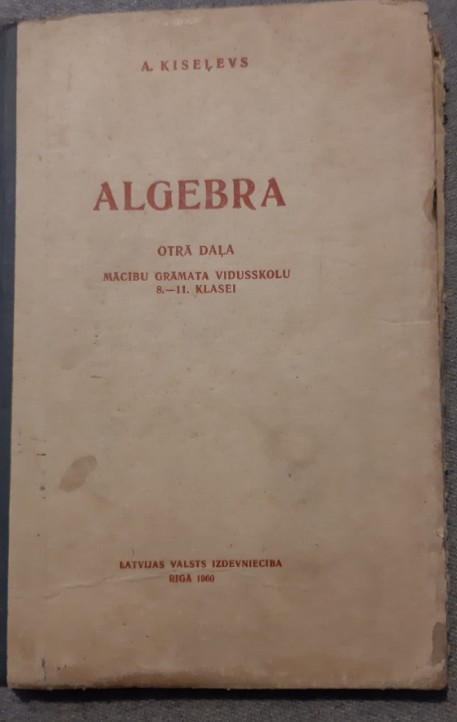 A. KISEĻEVS
ALGEBRA
OTRĀ DAĻA
MĀCĪBU GRĀMATA VIDUSSKOLU
8.—11. KLASEI
LATVIJAS VALSTS IZDEVNIECĪBA
RĪGĀ 1960